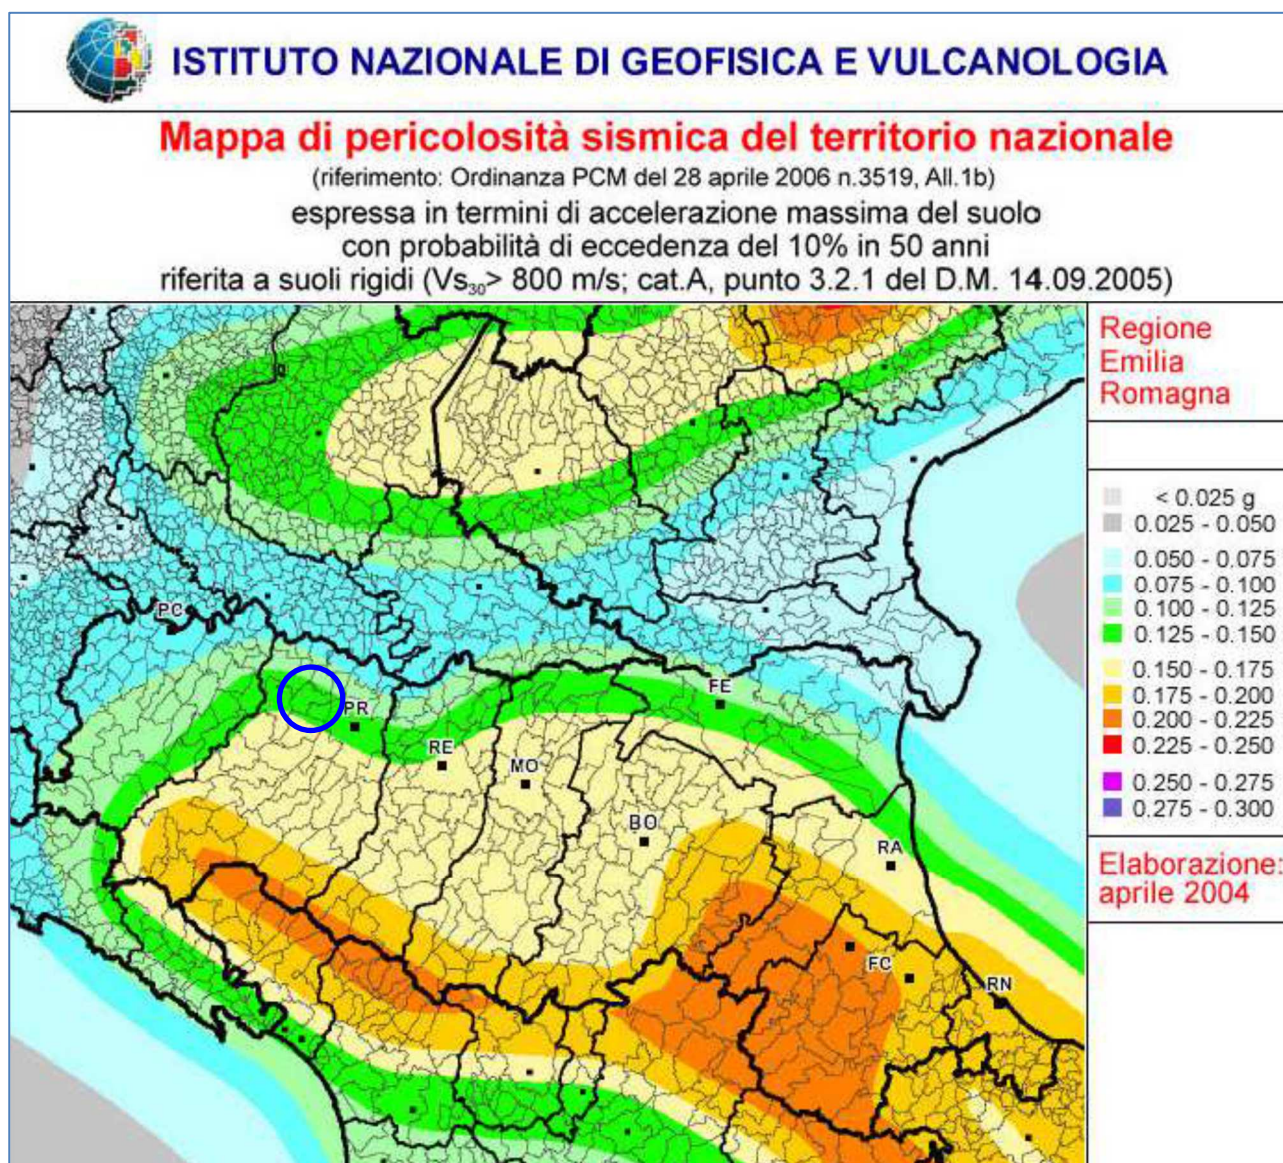 ISTITUTO NAZIONALE DI GEOFISICA E VULCANOLOGIA
Mappa di pericolosità sismica del territorio nazionale
(riferimento: Ordinanza PCM del 28 aprile 2006 n.3519, All.1b)
espressa in termini di accelerazione massima del suolo
con probabilità di eccedenza del 10% in 50 anni
riferita a suoli rigidi (Vs₃₀> 800 m/s; cat.A, punto 3.2.1 del D.M. 14.09.2005)
Regione
Emilia
Romagna
< 0.025 g
0.025 - 0.050
0.050 - 0.075
0.075 - 0.100
0.100 - 0.125
0.125 - 0.150
0.150 - 0.175
0.175 - 0.200
0.200 - 0.225
0.225 - 0.250
0.250 - 0.275
0.275 - 0.300
Elaborazione:
aprile 2004
PC
PR
RE
MO
BO
FE
RA
FC
RN